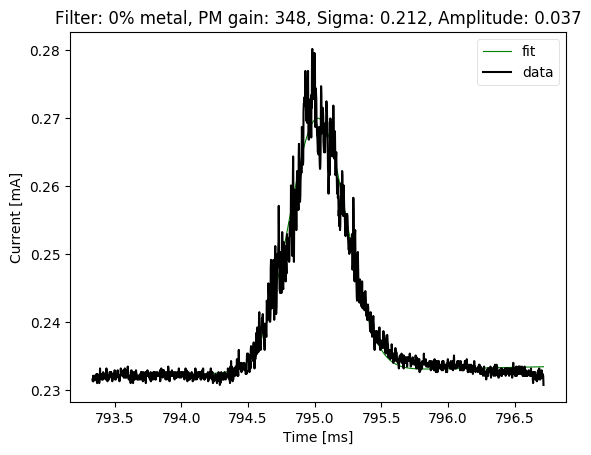 Filter: 0% metal, PM gain: 348, Sigma: 0.212, Amplitude: 0.037
fit
data
0.28
0.27
0.26
0.25
0.24
0.23
Current [mA]
793.5 794.0 794.5 795.0 795.5 796.0 796.5
Time [ms]